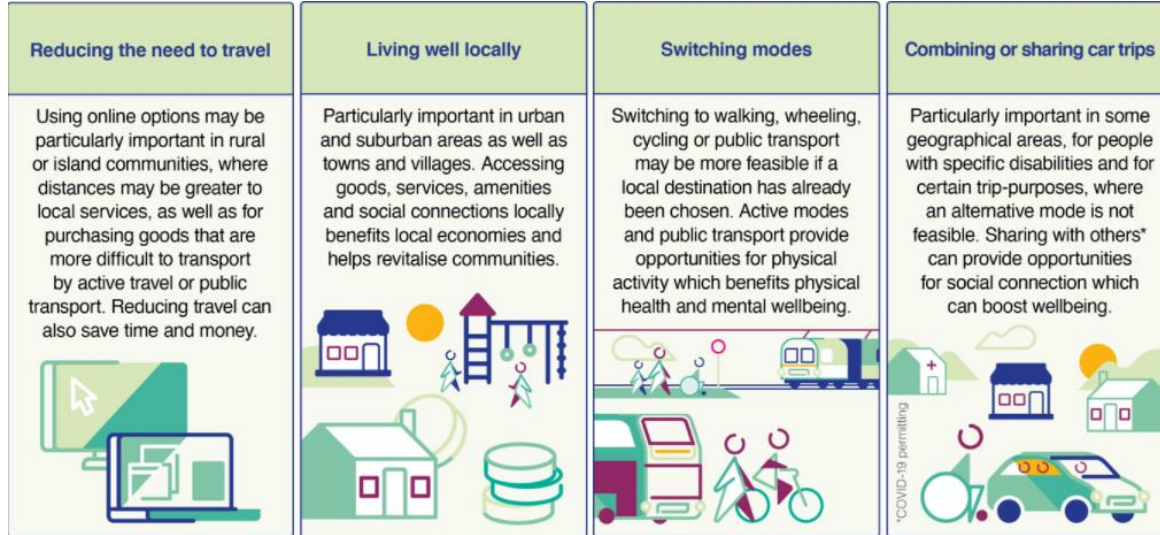 Reducing the need to travel
Using online options may be
particularly important in rural
or island communities, where
distances may be greater to
local services, as well as for
purchasing goods that are
more difficult to transport
by active travel or public
transport. Reducing travel can
also save time and money.
Living well locally
Particularly important in urban
and suburban areas as well as
towns and villages. Accessing
goods, services, amenities
and social connections locally
benefits local economies and
helps revitalise communities.
Switching modes
Switching to walking, wheeling,
cycling or public transport
may be more feasible if a
local destination has already
been chosen. Active modes
and public transport provide
opportunities for physical
activity which benefits physical
health and mental wellbeing.
Combining or sharing car trips
Particularly important in some
geographical areas, for people
with specific disabilities and for
certain trip-purposes, where
an alternative mode is not
feasible. Sharing with others*
can provide opportunities
for social connection which
can boost wellbeing.
*COVID-19 permitting